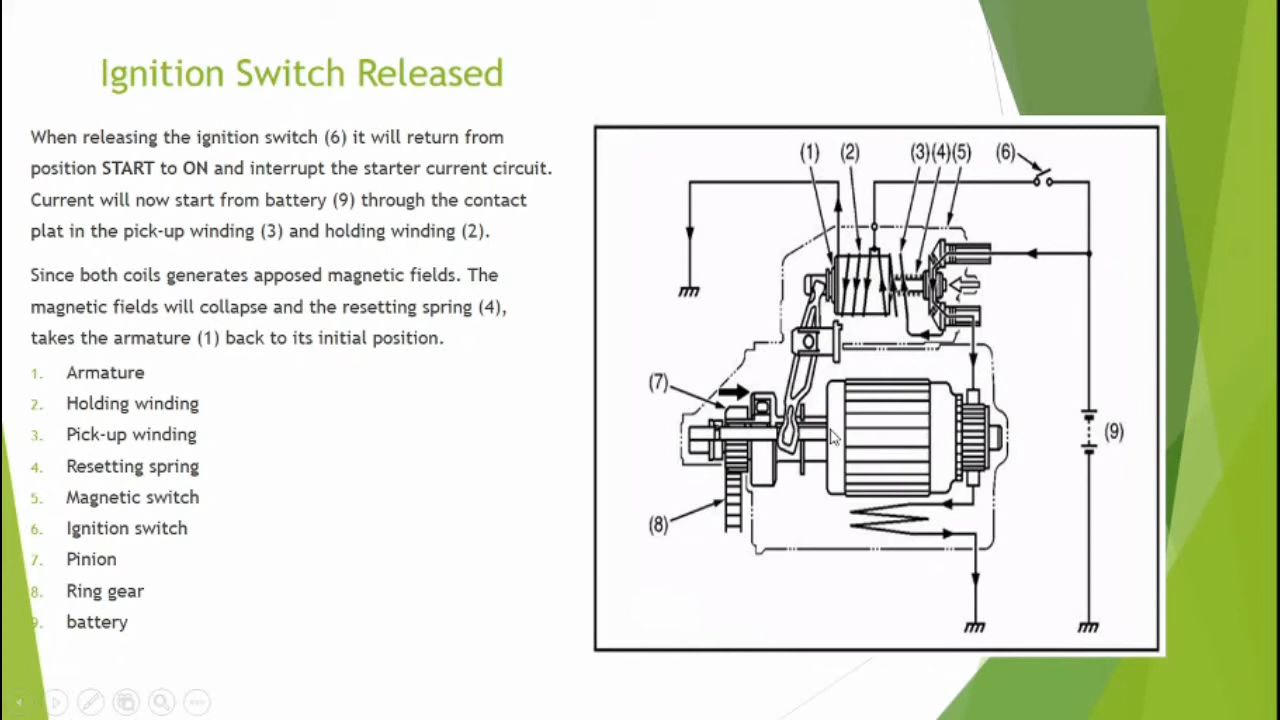 Ignition Switch Released
When releasing the ignition switch (6) it will return from
position START to ON and interrupt the starter current circuit.
Current will now start from battery (9) through the contact
plat in the pick-up winding (3) and holding winding (2).
Since both coils generates apposed magnetic fields. The
magnetic fields will collapse and the resetting spring (4),
takes the armature (1) back to its initial position.
1. Armature
2. Holding winding
3. Pick-up winding
4. Resetting spring
5. Magnetic switch
6. Ignition switch
7. Pinion
8. Ring gear
9. battery
(1) (2) (3)(4)(5) (6)
(7)
(9)
(8)